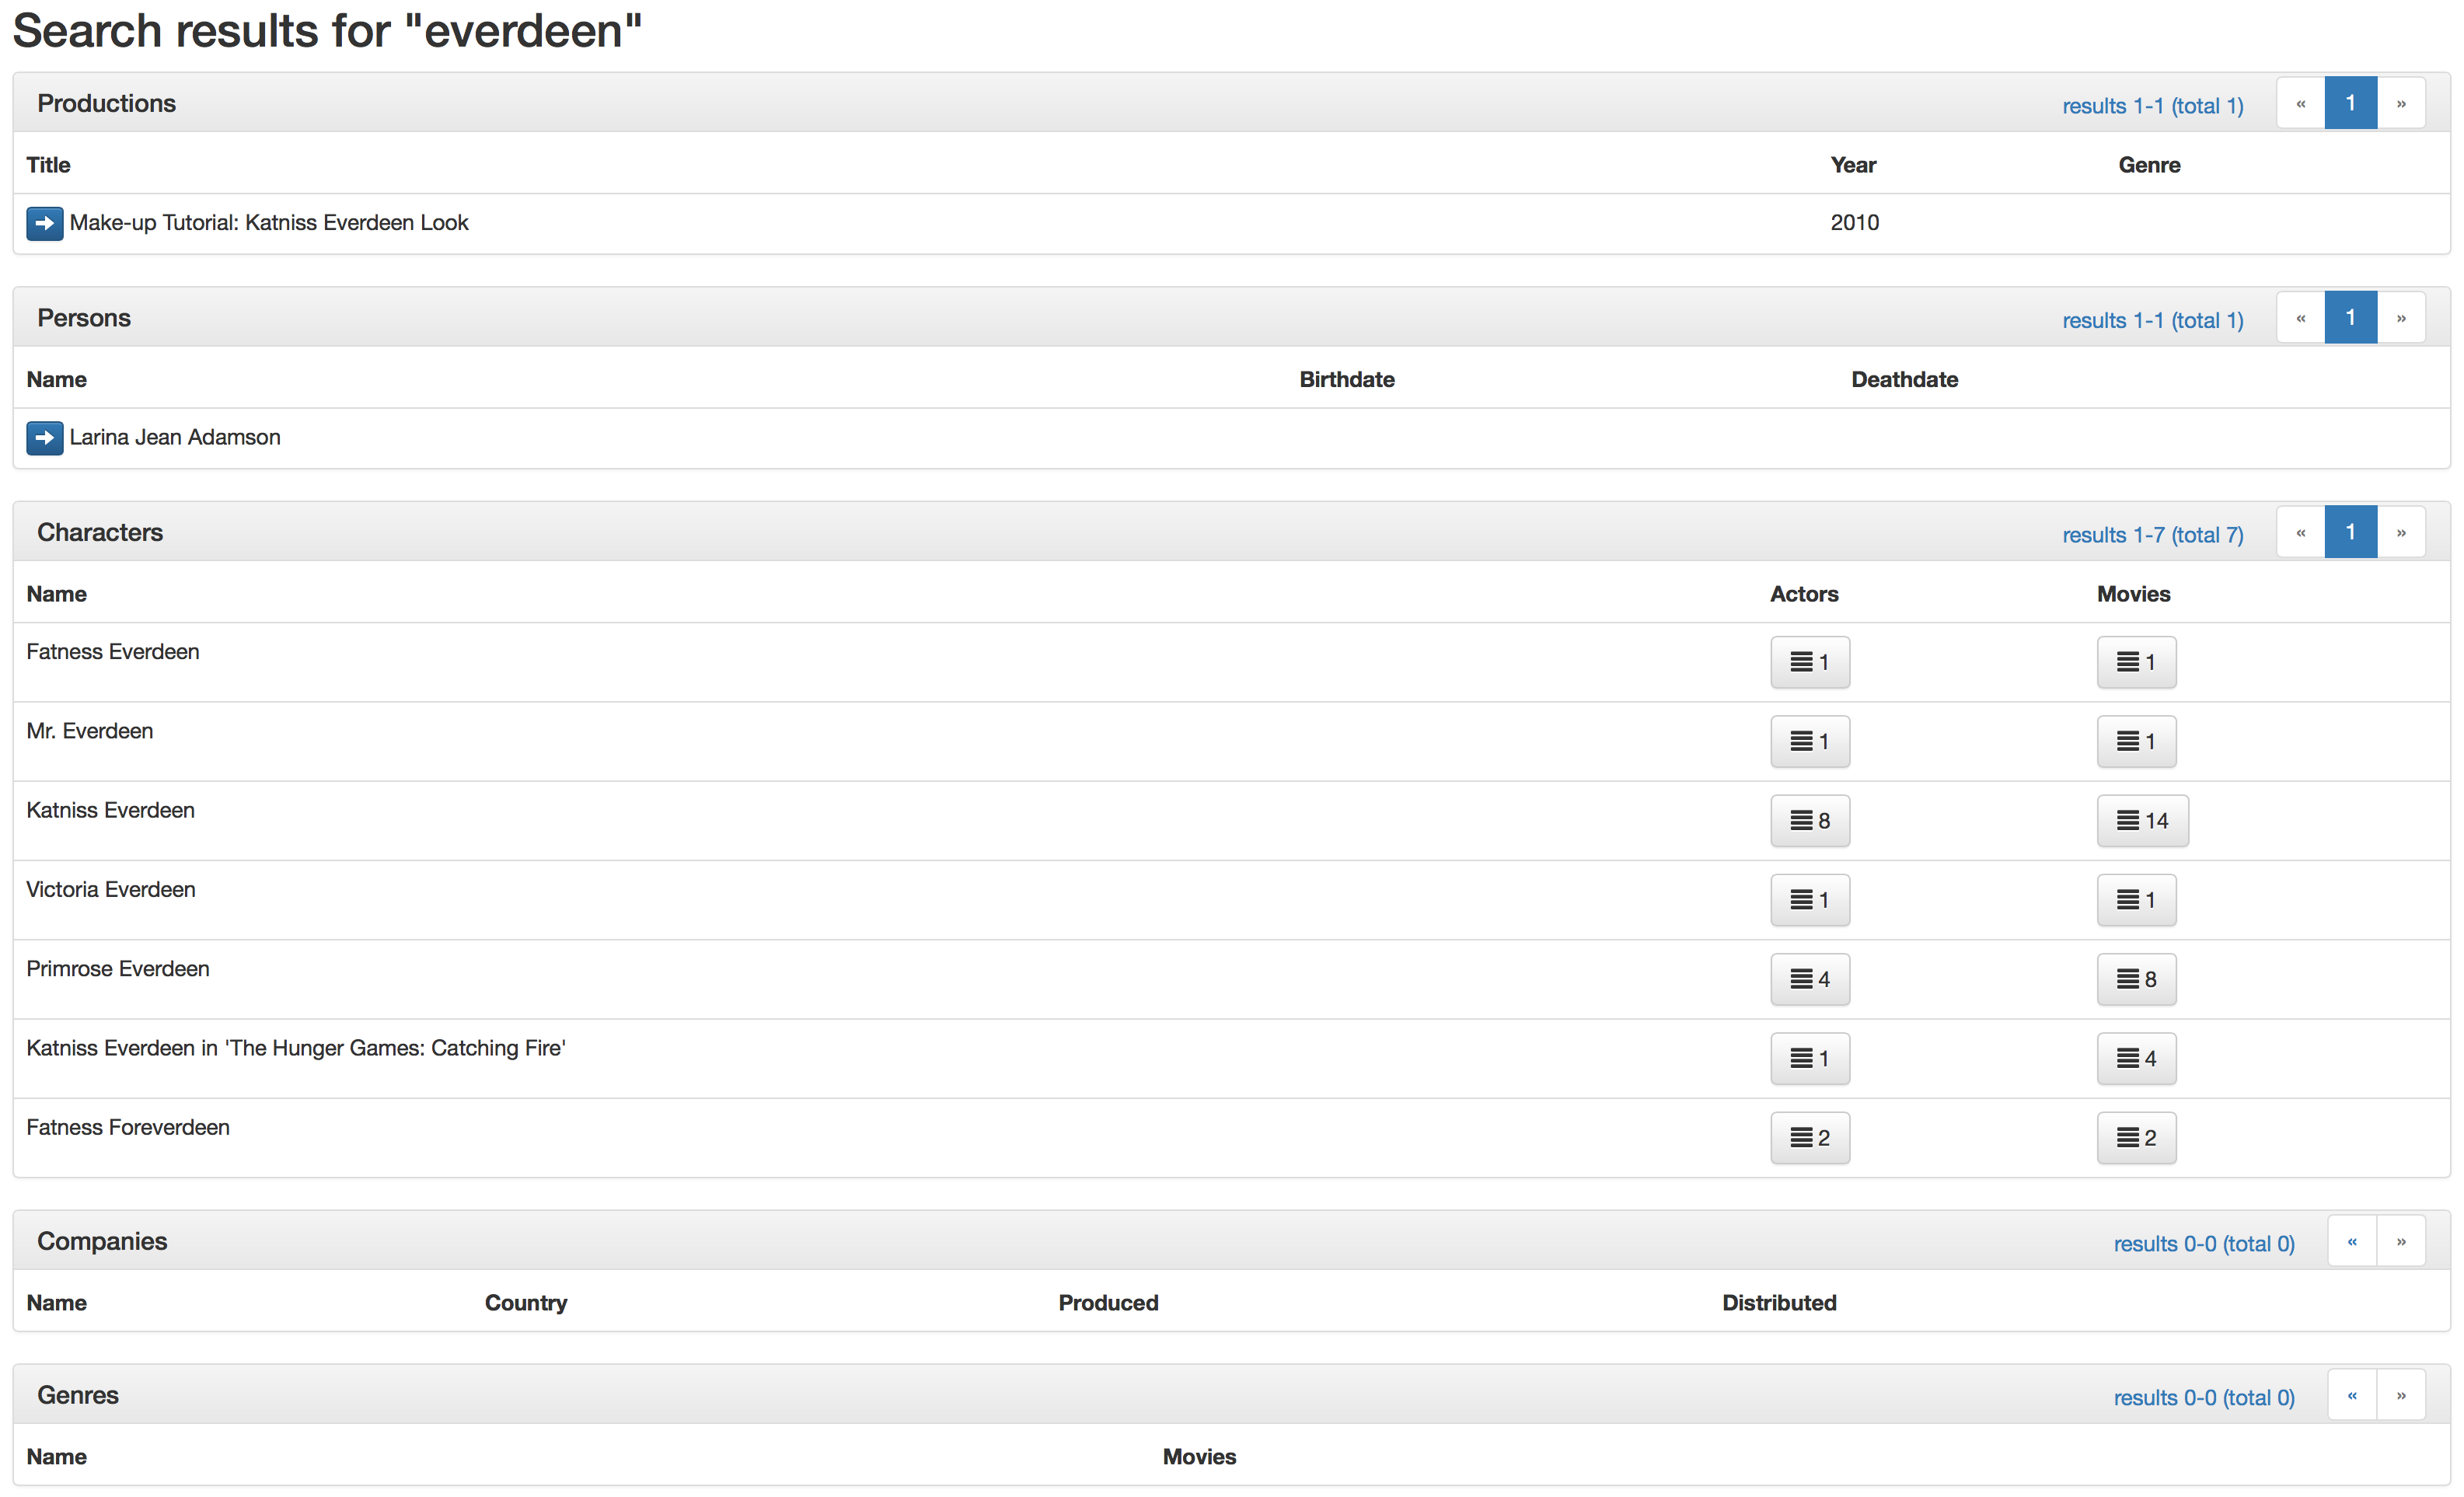 Search results for "everdeen"
Productions results 1-1 (total 1) « 1 »
Title Year Genre
Make-up Tutorial: Katniss Everdeen Look 2010
Persons results 1-1 (total 1) « 1 »
Name Birthdate Deathdate
Larina Jean Adamson
Characters results 1-7 (total 7) « 1 »
Name Actors Movies
Fatness Everdeen 1 1
Mr. Everdeen 1 1
Katniss Everdeen 8 14
Victoria Everdeen 1 1
Primrose Everdeen 4 8
Katniss Everdeen in 'The Hunger Games: Catching Fire' 1 4
Fatness Foreverdeen 2 2
Companies results 0-0 (total 0) « »
Name Country Produced Distributed
Genres results 0-0 (total 0) « »
Name Movies